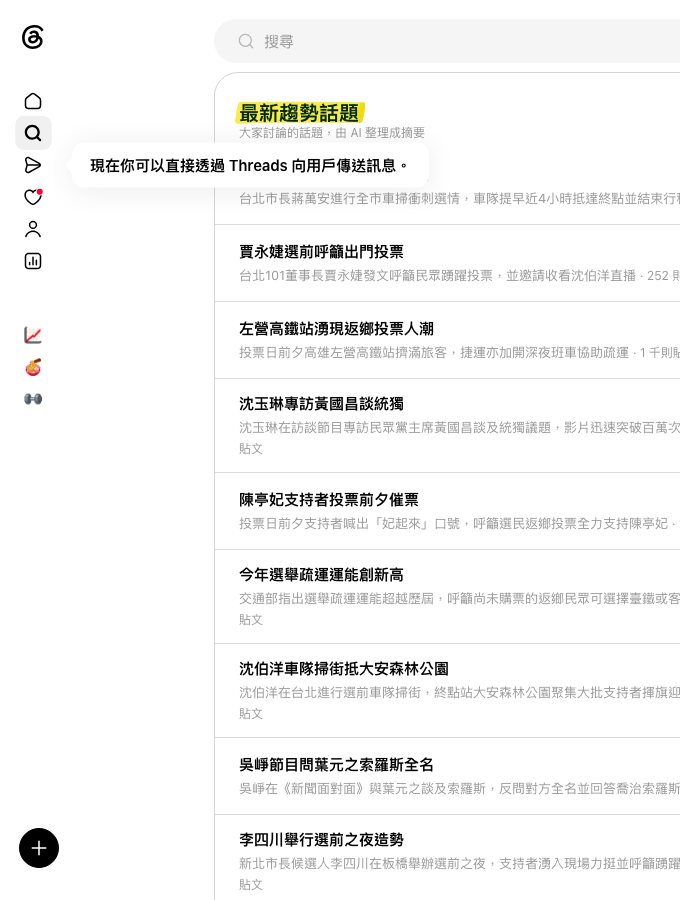 搜尋
最新趨勢話題
大家討論的話題，由 AI 整理成摘要
現在你可以直接透過 Threads 向用戶傳送訊息。
台北市長蔣萬安進行全市車掃衝刺選情，車隊提早近4小時抵達終點並結束行
賈永婕選前呼籲出門投票
台北101董事長賈永婕發文呼籲民眾踴躍投票，並邀請收看沈伯洋直播 · 252 則
左營高鐵站湧現返鄉投票人潮
投票日前夕高雄左營高鐵站擠滿旅客，捷運亦加開深夜班車協助疏運 · 1 千則貼
沈玉琳專訪黃國昌談統獨
沈玉琳在訪談節目專訪民眾黨主席黃國昌談及統獨議題，影片迅速突破百萬次
貼文
陳亭妃支持者投票前夕催票
投票日前夕支持者喊出「妃起來」口號，呼籲選民返鄉投票全力支持陳亭妃 ·
今年選舉疏運運能創新高
交通部指出選舉疏運運能超越歷屆，呼籲尚未購票的返鄉民眾可選擇臺鐵或客
貼文
沈伯洋車隊掃街抵大安森林公園
沈伯洋在台北進行選前車隊掃街，終點站大安森林公園聚集大批支持者揮旗迎
貼文
吳崢節目問葉元之索羅斯全名
吳崢在《新聞面對面》與葉元之談及索羅斯，反問對方全名並回答喬治索羅斯
李四川舉行選前之夜造勢
新北市長候選人李四川在板橋舉辦選前之夜，支持者湧入現場力挺並呼籲踴躍
貼文